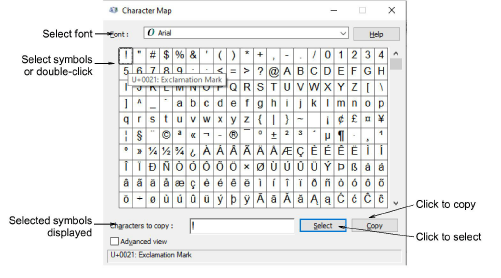 Character Map
Select font
Font :
O Arial
Help
Select symbols
or double-click
! " # $ % & ' ( ) * + , - . / 0 1 2 3 4
5 6 7 8 9 : ; < = > ? @ A B C D E F G H
U+0021: Exclamation Mark
I J K L M N O P Q R S T U V W X Y Z [ \
] ^ _ ` a b c d e f g h i j k l m n o p
q r s t u v w x y z { | } ~ ¡ ¢ £ ¤ ¥
¦ § ¨ © ª « ¬ - ® ¯ ° ± ² ³ ´ µ ¶ · ¸ ¹
º » ¼ ½ ¾ ¿ À Á Â Ã Ä Å Æ Ç È É Ê Ë Ì Í
Î Ï Ð Ñ Ò Ó Ô Õ Ö × Ø Ù Ú Û Ü Ý Þ ß à á
â ã ä å æ ç è é ê ë ì í î ï ð ñ ò ó ô õ
ö ÷ ø ù ú û ü ý þ ÿ Ā ā Ă ă Ą ą Ć ć Ĉ ĉ
Click to copy
Selected symbols
displayed
Characters to copy :
!
Select
Copy
Click to select
Advanced view
U+0021: Exclamation Mark